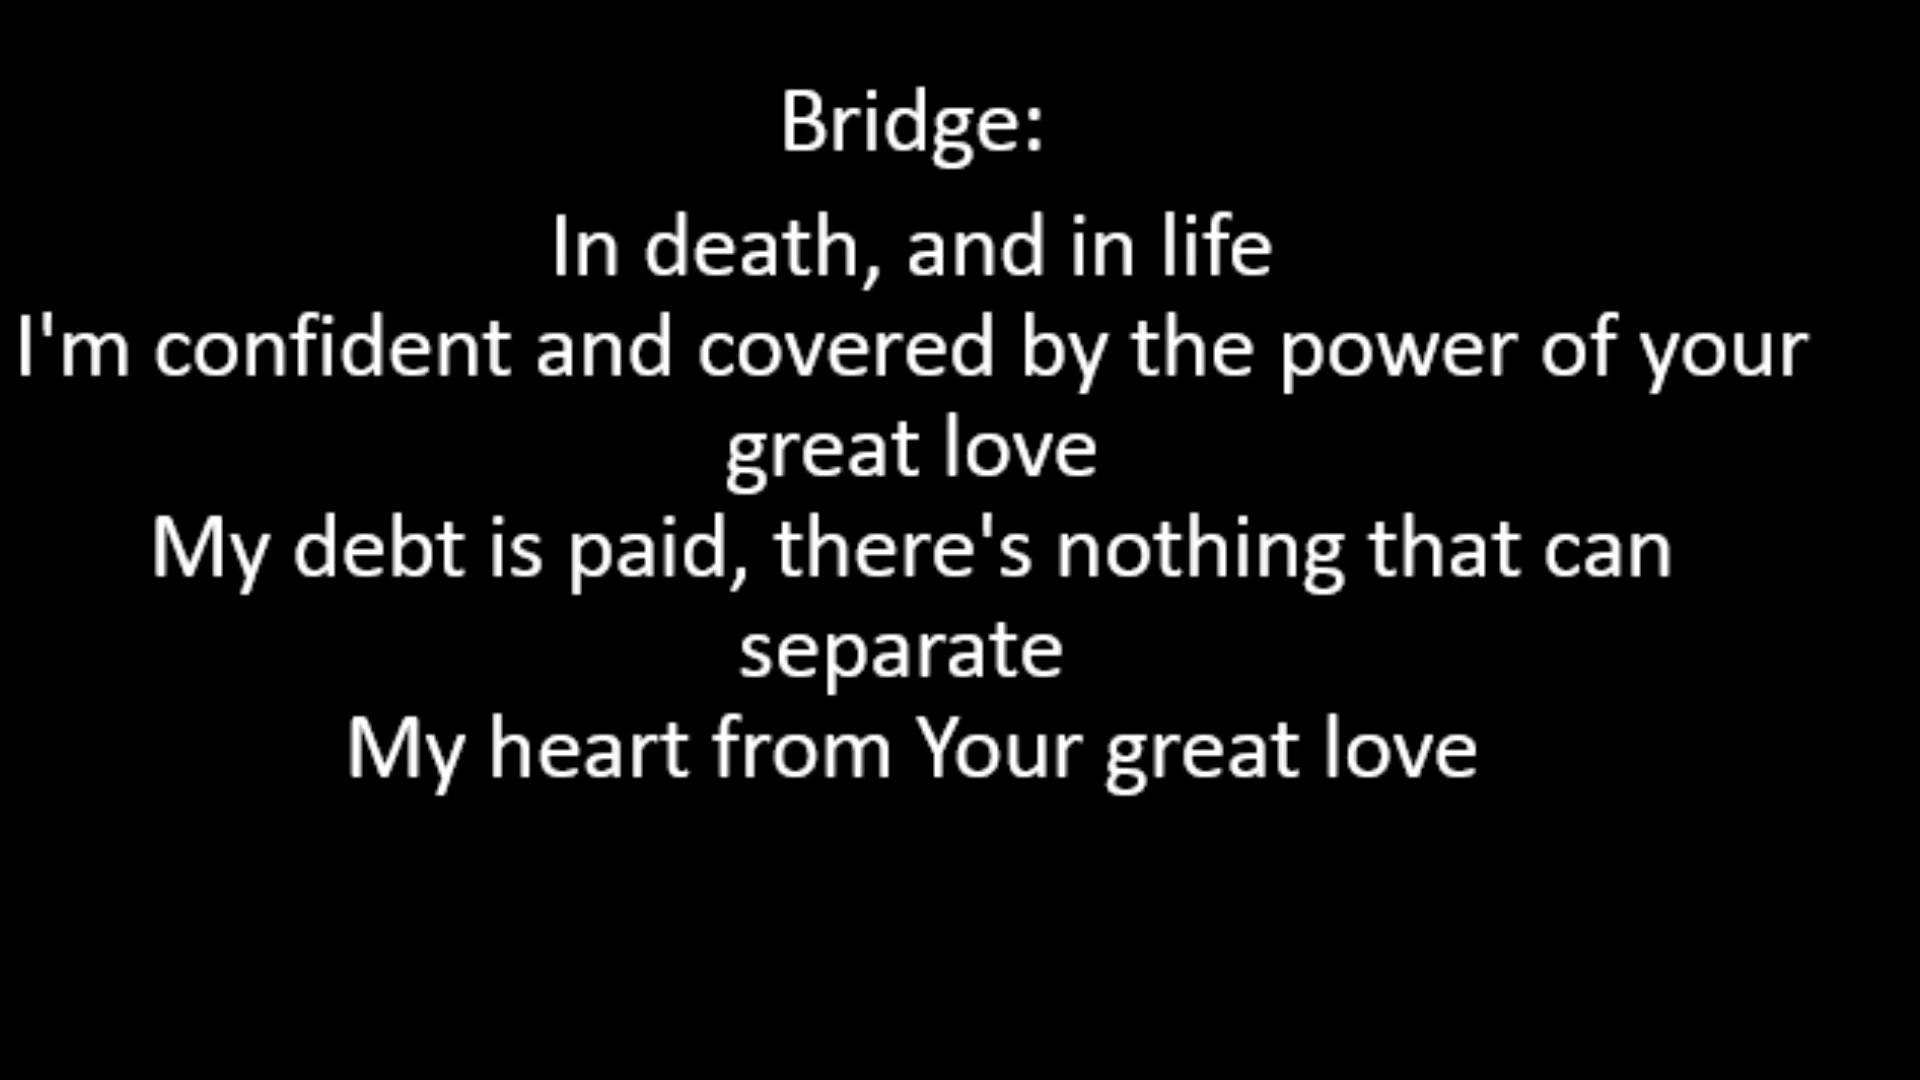 Bridge:
In death, and in life
I'm confident and covered by the power of your
great love
My debt is paid, there's nothing that can
separate
My heart from Your great love